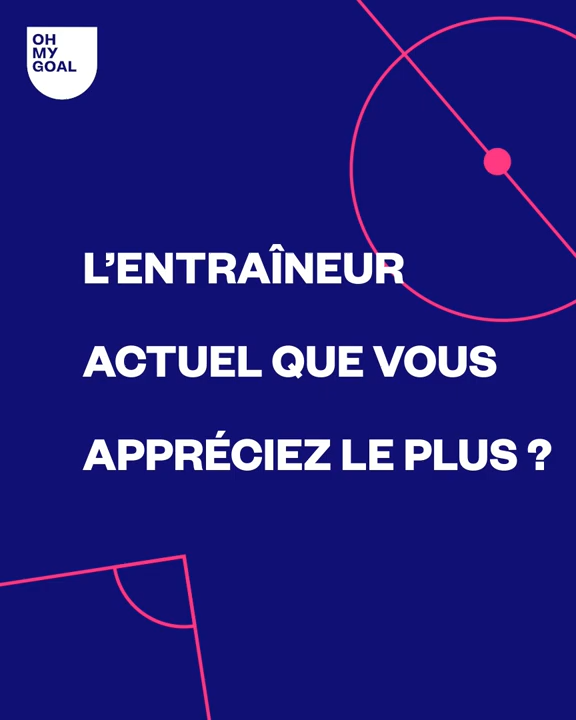 OH
MY
GOAL
L’ENTRAÎNEUR
ACTUEL QUE VOUS
APPRÉCIEZ LE PLUS ?